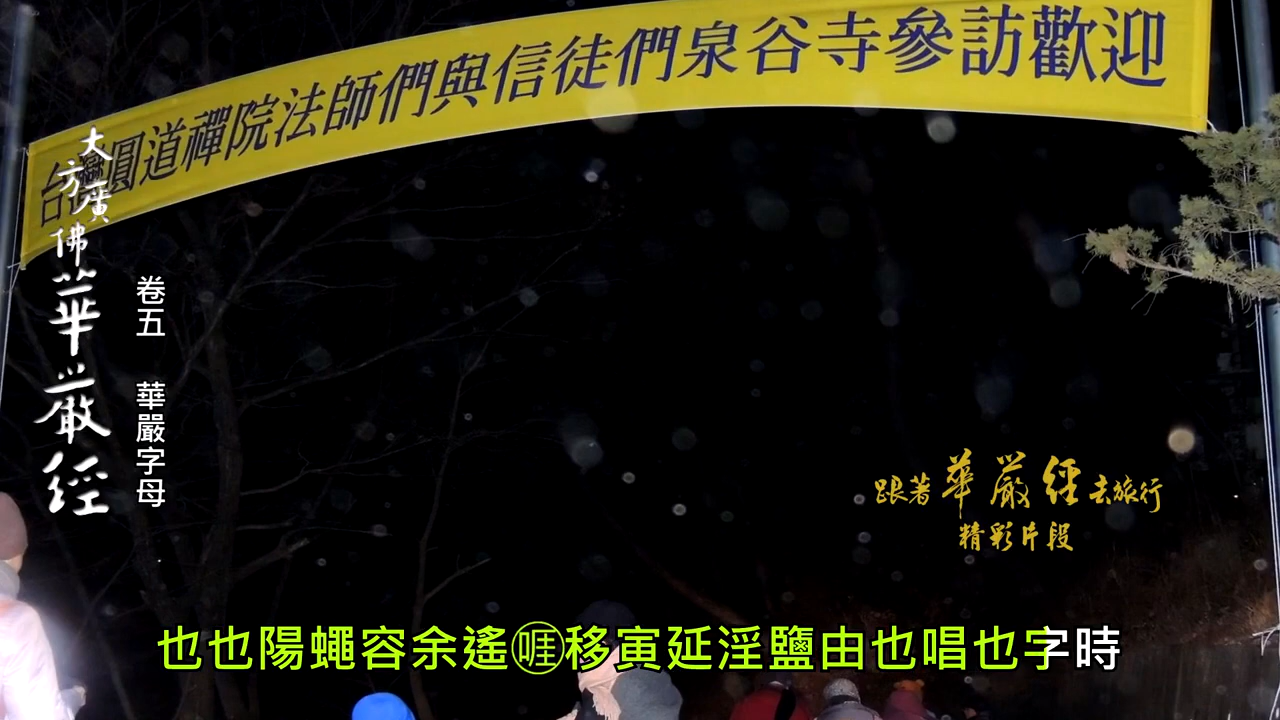 台灣圓道禪院法師們與信徒們泉谷寺參訪歡迎
大方廣佛華嚴經
卷五 華嚴字母
跟著華嚴經去旅行
精彩片段
也也陽蠅容余遙啀移寅延淫鹽由也唱也字時